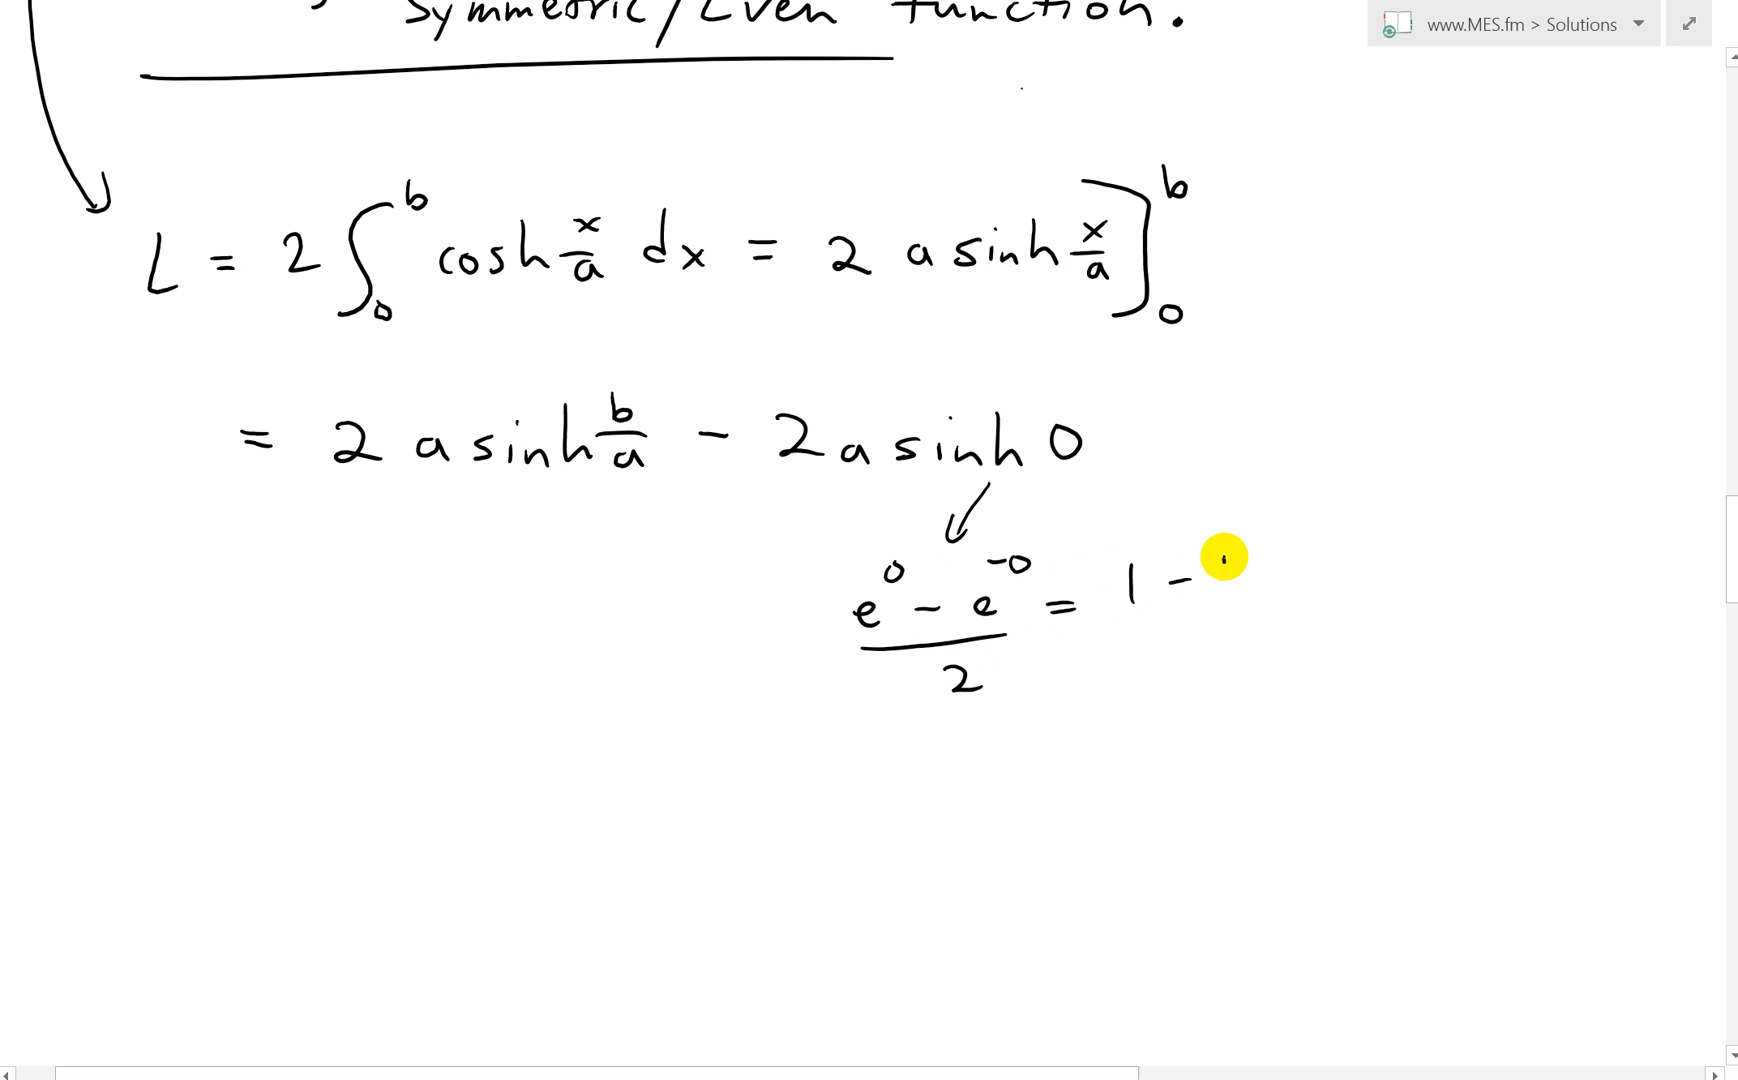 Symmetric/Even function.
www.MES.fm > Solutions
L = 2 ∫₀ᵇ cosh x/a dx = 2 a sinh x/a ]₀ᵇ
= 2 a sinh b/a - 2 a sinh 0
(e⁰ - e⁻⁰)/2 = 1 -